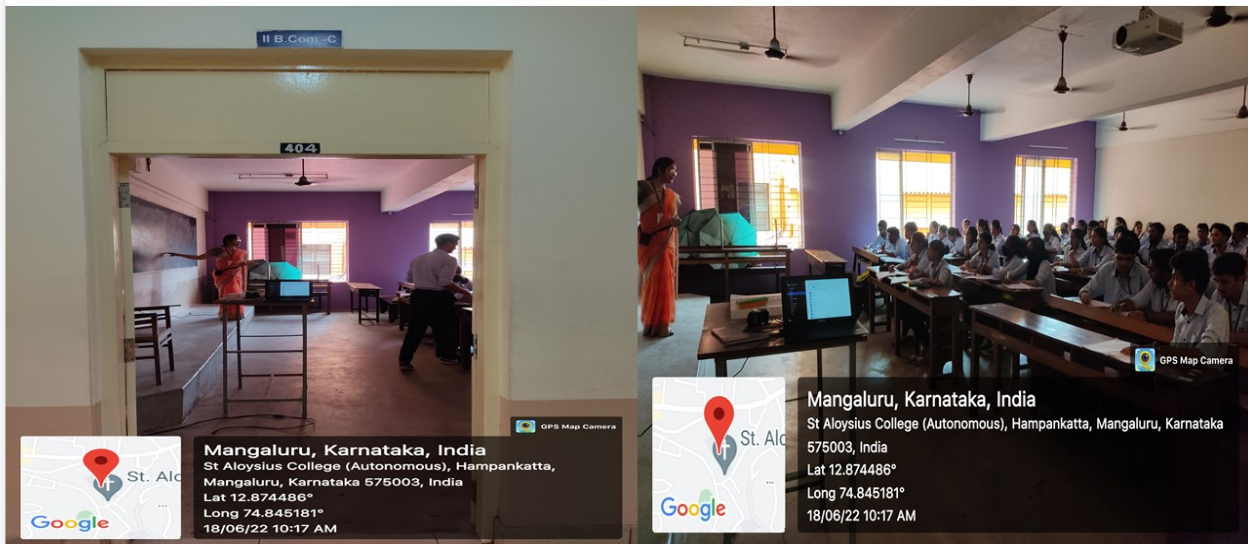 II B.Com -C
404
GPS Map Camera
St. Alo
Google
Mangaluru, Karnataka, India
St Aloysius College (Autonomous), Hampankatta,
Mangaluru, Karnataka 575003, India
Lat 12.874486°
Long 74.845181°
18/06/22 10:17 AM
GPS Map Camera
St. Alo
Google
Mangaluru, Karnataka, India
St Aloysius College (Autonomous), Hampankatta, Mangaluru, Karnataka
575003, India
Lat 12.874486°
Long 74.845181°
18/06/22 10:17 AM